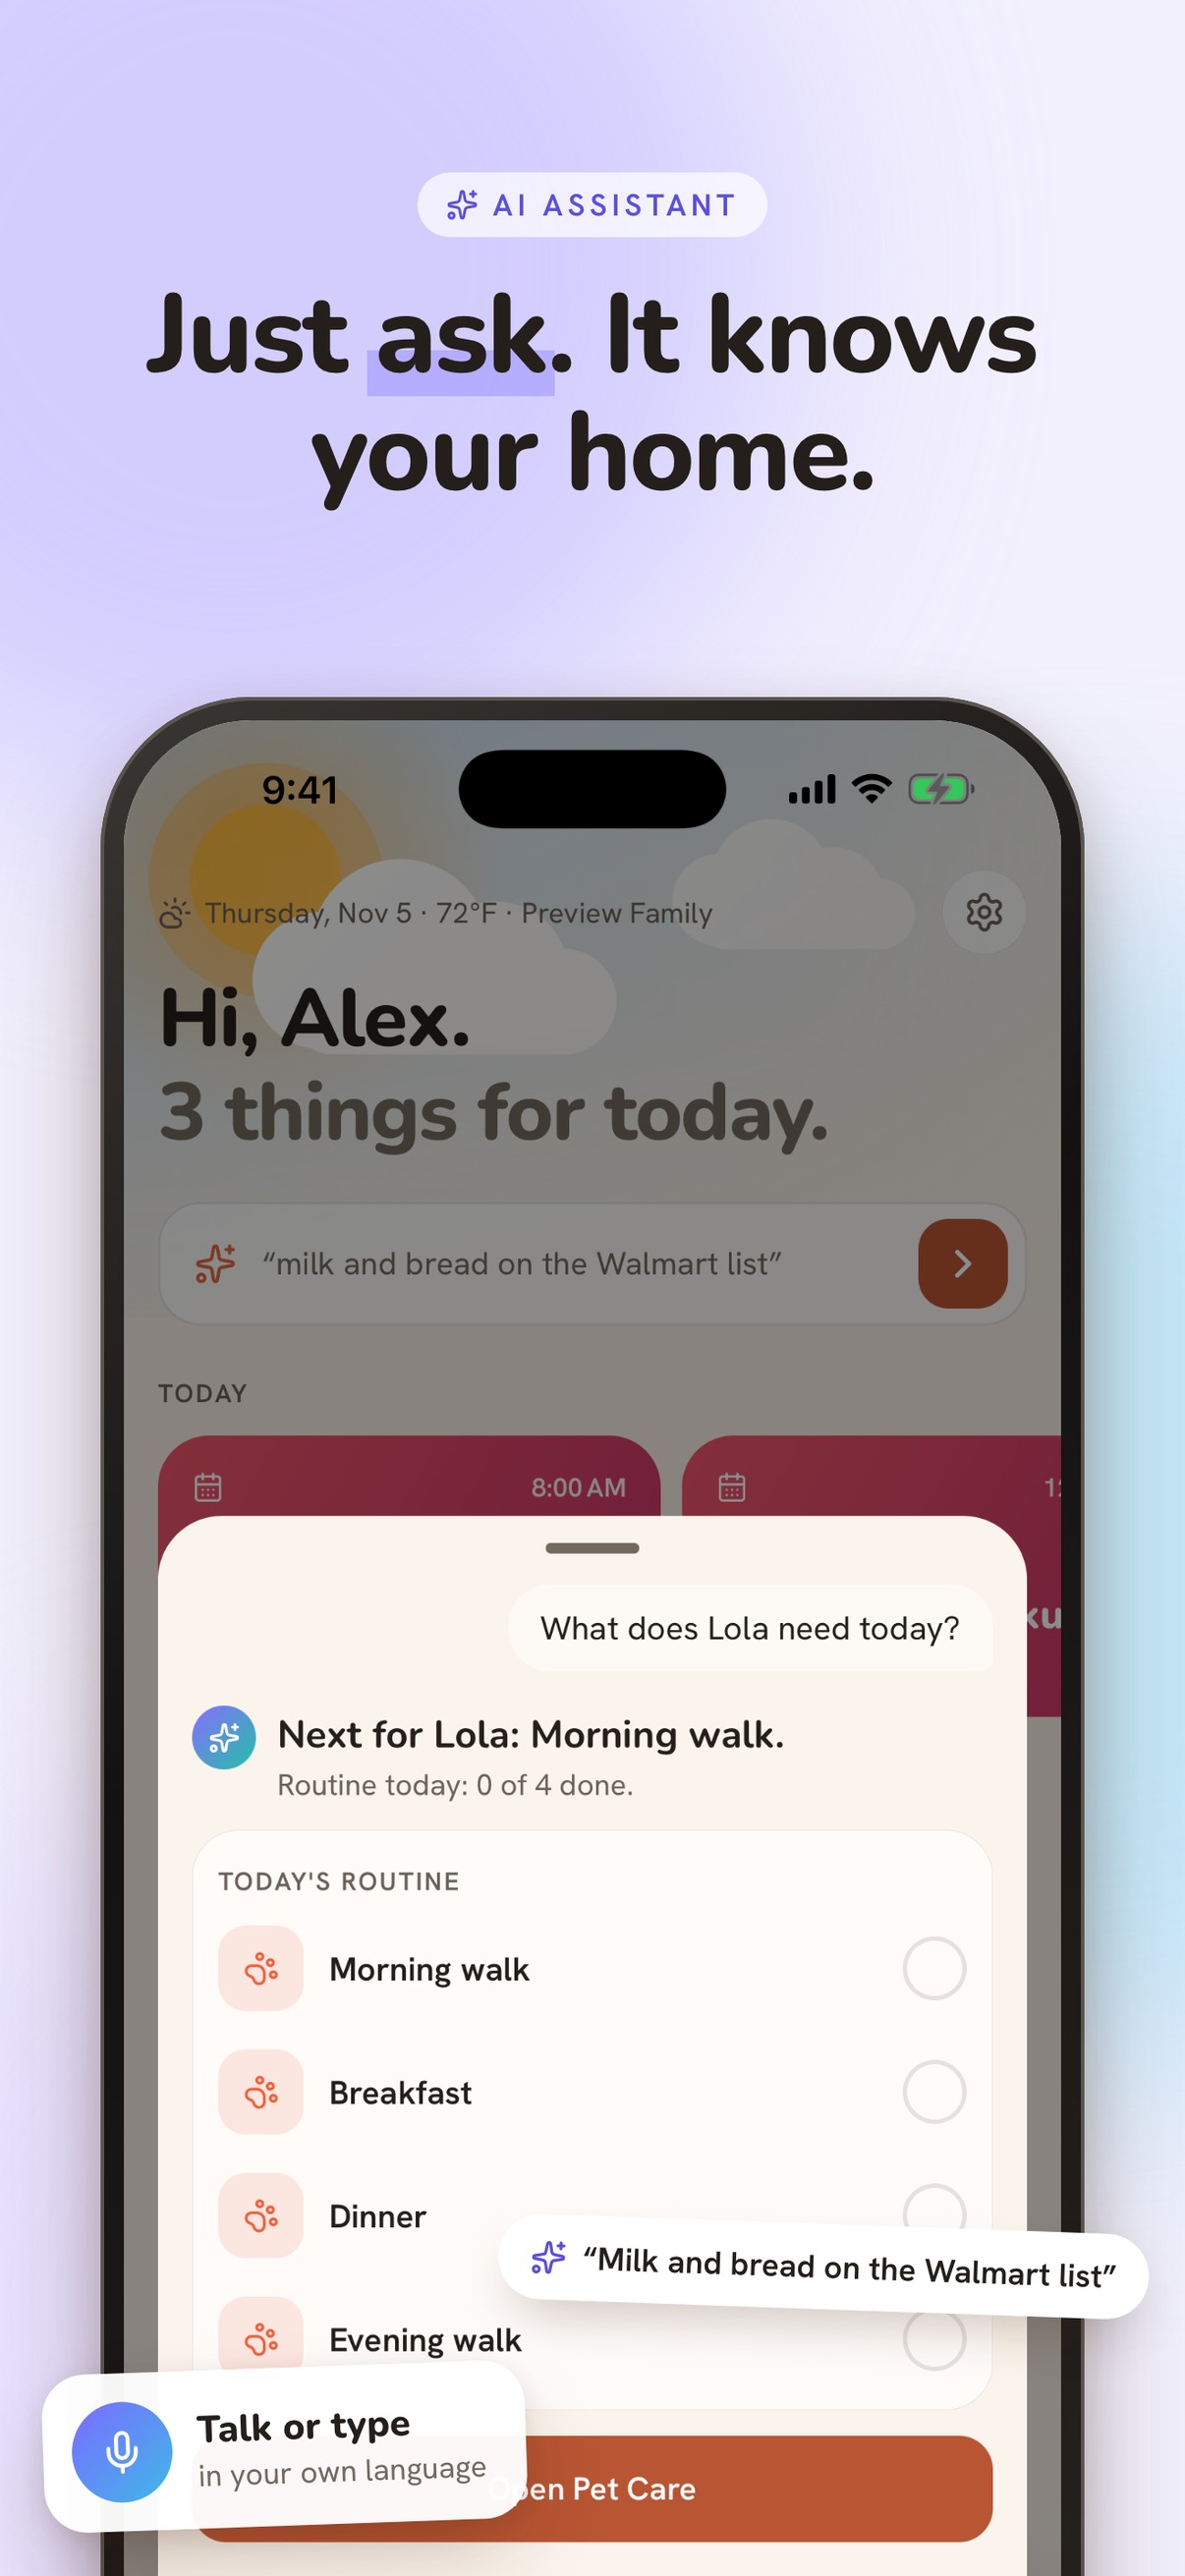 AI ASSISTANT
Just ask. It knows
your home.
9:41
Thursday, Nov 5 · 72°F · Preview Family
Hi, Alex.
3 things for today.
“milk and bread on the Walmart list”
TODAY
8:00 AM
What does Lola need today?
Next for Lola: Morning walk.
Routine today: 0 of 4 done.
TODAY'S ROUTINE
Morning walk
Breakfast
Dinner
“Milk and bread on the Walmart list”
Evening walk
Talk or type
in your own language
Open Pet Care